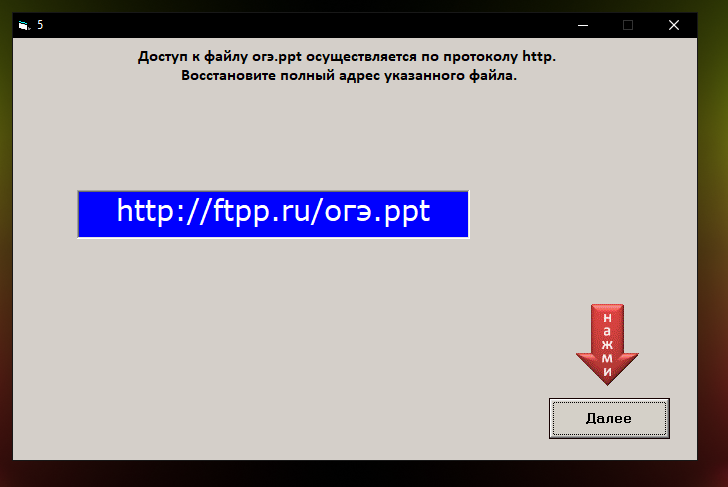 5
Доступ к файлу огэ.ppt осуществляется по протоколу http.
Восстановите полный адрес указанного файла.
http://ftpp.ru/огэ.ppt
нажми
Далее